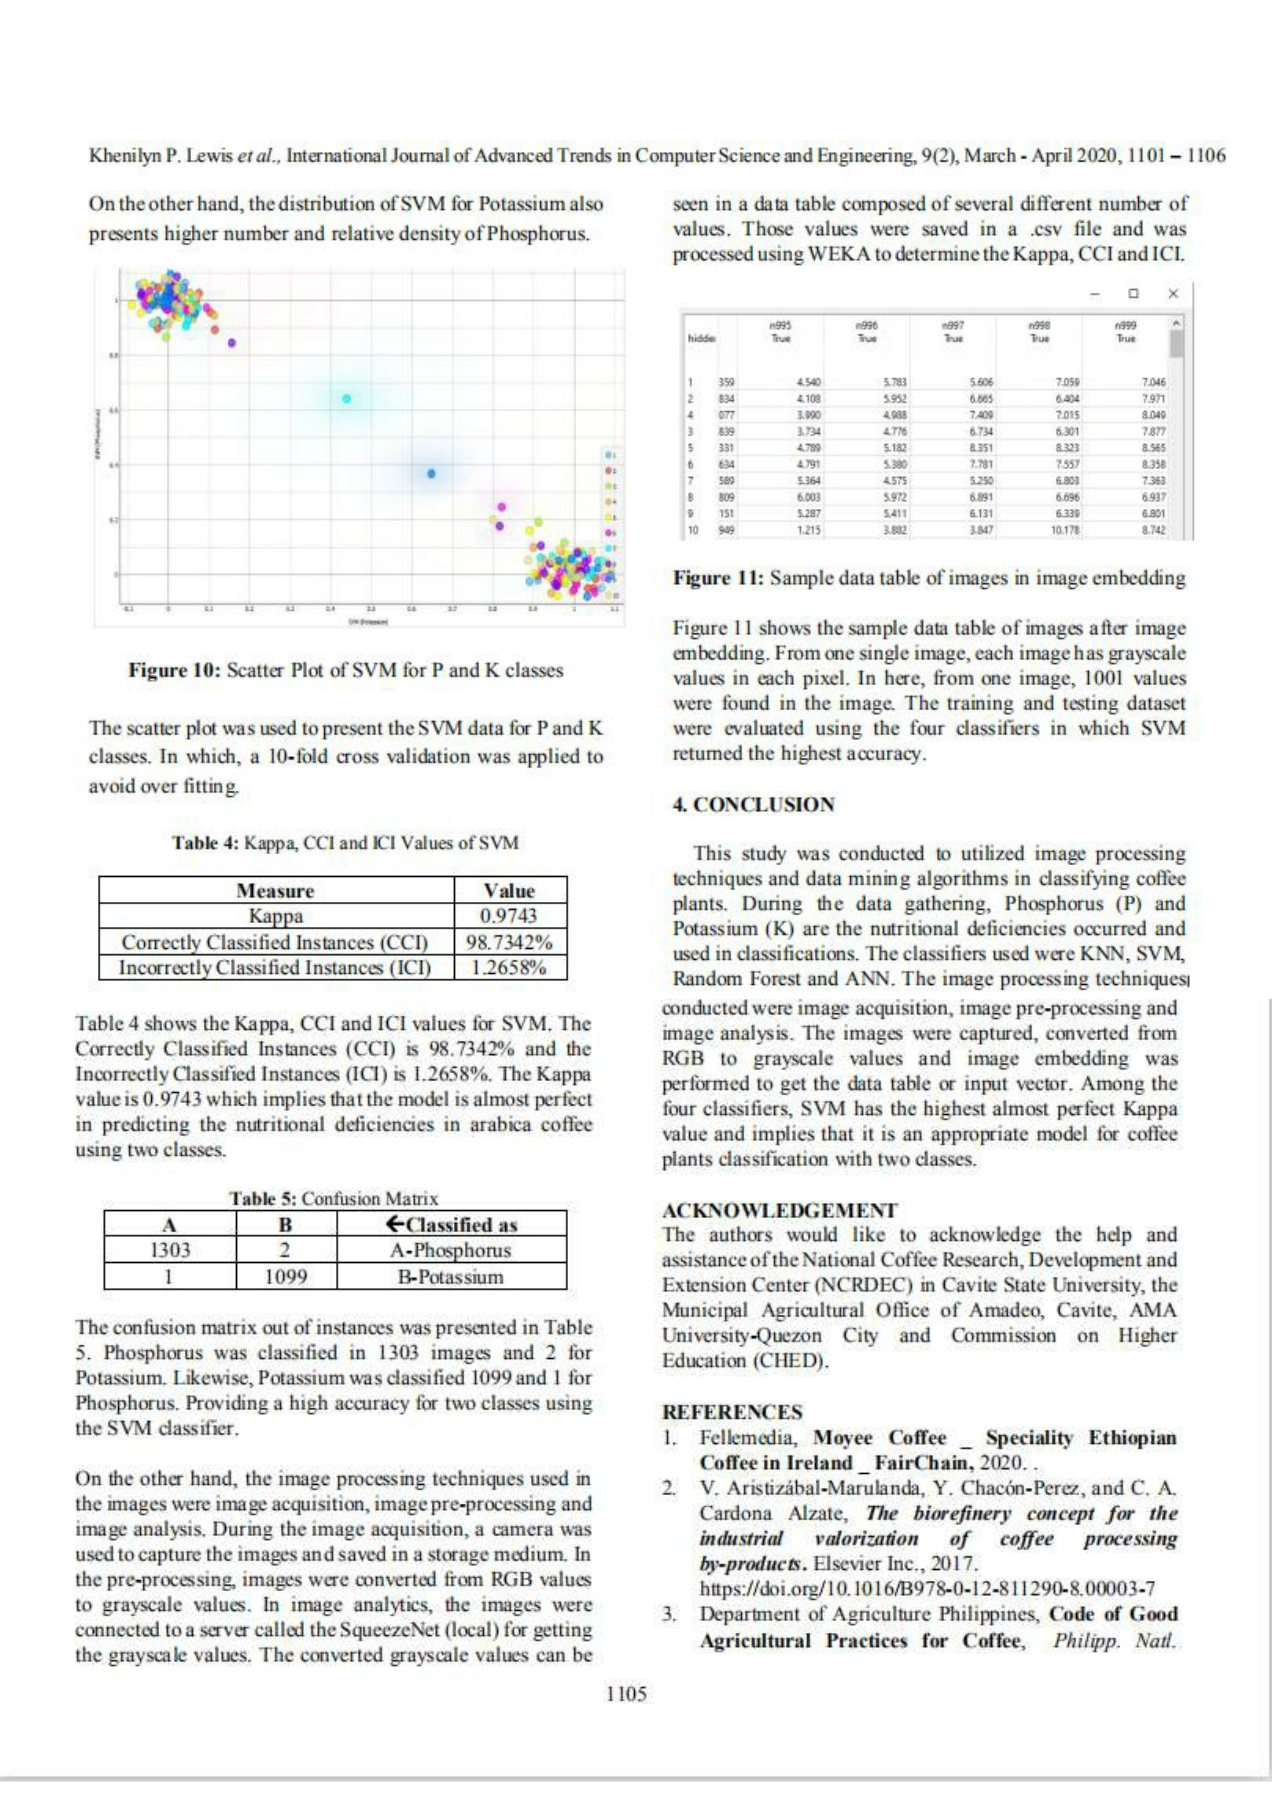 Khenilyn P. Lewis et al., International Journal of Advanced Trends in Computer Science and Engineering, 9(2), March - April 2020, 1101 – 1106
On the other hand, the distribution of SVM for Potassium also
presents higher number and relative density of Phosphorus.
Figure 10: Scatter Plot of SVM for P and K classes
The scatter plot was used to present the SVM data for P and K
classes. In which, a 10-fold cross validation was applied to
avoid over fitting.
Table 4: Kappa, CCI and ICI Values of SVM
Measure Value
Kappa 0.9743
Correctly Classified Instances (CCI) 98.7342%
Incorrectly Classified Instances (ICI) 1.2658%
Table 4 shows the Kappa, CCI and ICI values for SVM. The
Correctly Classified Instances (CCI) is 98.7342% and the
Incorrectly Classified Instances (ICI) is 1.2658%. The Kappa
value is 0.9743 which implies that the model is almost perfect
in predicting the nutritional deficiencies in arabica coffee
using two classes.
Table 5: Confusion Matrix
A B ←Classified as
1303 2 A-Phosphorus
1 1099 B-Potassium
The confusion matrix out of instances was presented in Table
5. Phosphorus was classified in 1303 images and 2 for
Potassium. Likewise, Potassium was classified 1099 and 1 for
Phosphorus. Providing a high accuracy for two classes using
the SVM classifier.
On the other hand, the image processing techniques used in
the images were image acquisition, image pre-processing and
image analysis. During the image acquisition, a camera was
used to capture the images and saved in a storage medium. In
the pre-processing, images were converted from RGB values
to grayscale values. In image analytics, the images were
connected to a server called the SqueezeNet (local) for getting
the grayscale values. The converted grayscale values can be
seen in a data table composed of several different number of
values. Those values were saved in a .csv file and was
processed using WEKA to determine the Kappa, CCI and ICI.
n995 n996 n997 n998 n999
hidden True True True True True
1 359 4.540 5.783 5.606 7.059 7.046
2 834 4.108 5.952 6.665 6.404 7.971
4 077 3.990 4.988 7.409 7.015 8.049
3 839 3.734 4.776 6.734 6.301 7.877
5 331 4.789 5.182 8.351 8.323 8.565
6 634 4.791 5.380 7.781 7.557 8.358
7 589 5.364 4.575 5.250 6.803 7.363
8 809 6.003 5.972 6.891 6.696 6.937
9 151 5.287 5.411 6.131 6.339 6.801
10 949 1.215 3.882 3.847 10.178 8.742
Figure 11: Sample data table of images in image embedding
Figure 11 shows the sample data table of images after image
embedding. From one single image, each image has grayscale
values in each pixel. In here, from one image, 1001 values
were found in the image. The training and testing dataset
were evaluated using the four classifiers in which SVM
returned the highest accuracy.
4. CONCLUSION
This study was conducted to utilized image processing
techniques and data mining algorithms in classifying coffee
plants. During the data gathering, Phosphorus (P) and
Potassium (K) are the nutritional deficiencies occurred and
used in classifications. The classifiers used were KNN, SVM,
Random Forest and ANN. The image processing techniques
conducted were image acquisition, image pre-processing and
image analysis. The images were captured, converted from
RGB to grayscale values and image embedding was
performed to get the data table or input vector. Among the
four classifiers, SVM has the highest almost perfect Kappa
value and implies that it is an appropriate model for coffee
plants classification with two classes.
ACKNOWLEDGEMENT
The authors would like to acknowledge the help and
assistance of the National Coffee Research, Development and
Extension Center (NCRDEC) in Cavite State University, the
Municipal Agricultural Office of Amadeo, Cavite, AMA
University-Quezon City and Commission on Higher
Education (CHED).
REFERENCES
1. Fellemedia, Moyee Coffee _ Speciality Ethiopian
Coffee in Ireland _ FairChain, 2020. .
2. V. Aristizábal-Marulanda, Y. Chacón-Perez, and C. A.
Cardona Alzate, The biorefinery concept for the
industrial valorization of coffee processing
by-products. Elsevier Inc., 2017.
https://doi.org/10.1016/B978-0-12-811290-8.00003-7
3. Department of Agriculture Philippines, Code of Good
Agricultural Practices for Coffee, Philipp. Natl.
1105